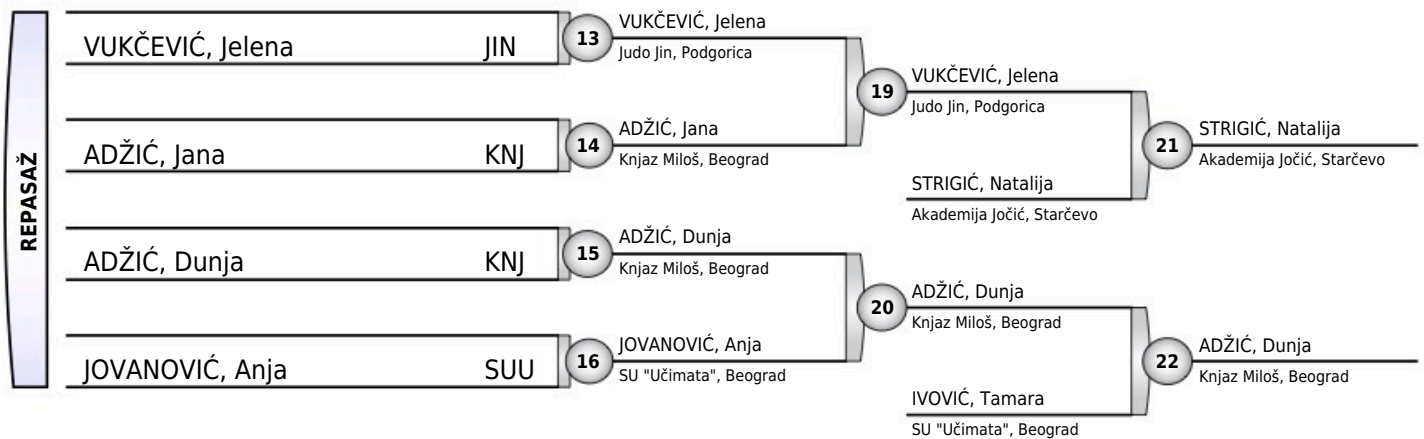 REPASAŽ
VUKČEVIĆ, Jelena JIN
13
VUKČEVIĆ, Jelena
Judo Jin, Podgorica
ADŽIĆ, Jana KNJ
14
ADŽIĆ, Jana
Knjaz Miloš, Beograd
19
VUKČEVIĆ, Jelena
Judo Jin, Podgorica
STRIGIĆ, Natalija
Akademija Jočić, Starčevo
21
STRIGIĆ, Natalija
Akademija Jočić, Starčevo
ADŽIĆ, Dunja KNJ
15
ADŽIĆ, Dunja
Knjaz Miloš, Beograd
JOVANOVIĆ, Anja SUU
16
JOVANOVIĆ, Anja
SU "Učimata", Beograd
20
ADŽIĆ, Dunja
Knjaz Miloš, Beograd
IVOVIĆ, Tamara
SU "Učimata", Beograd
22
ADŽIĆ, Dunja
Knjaz Miloš, Beograd